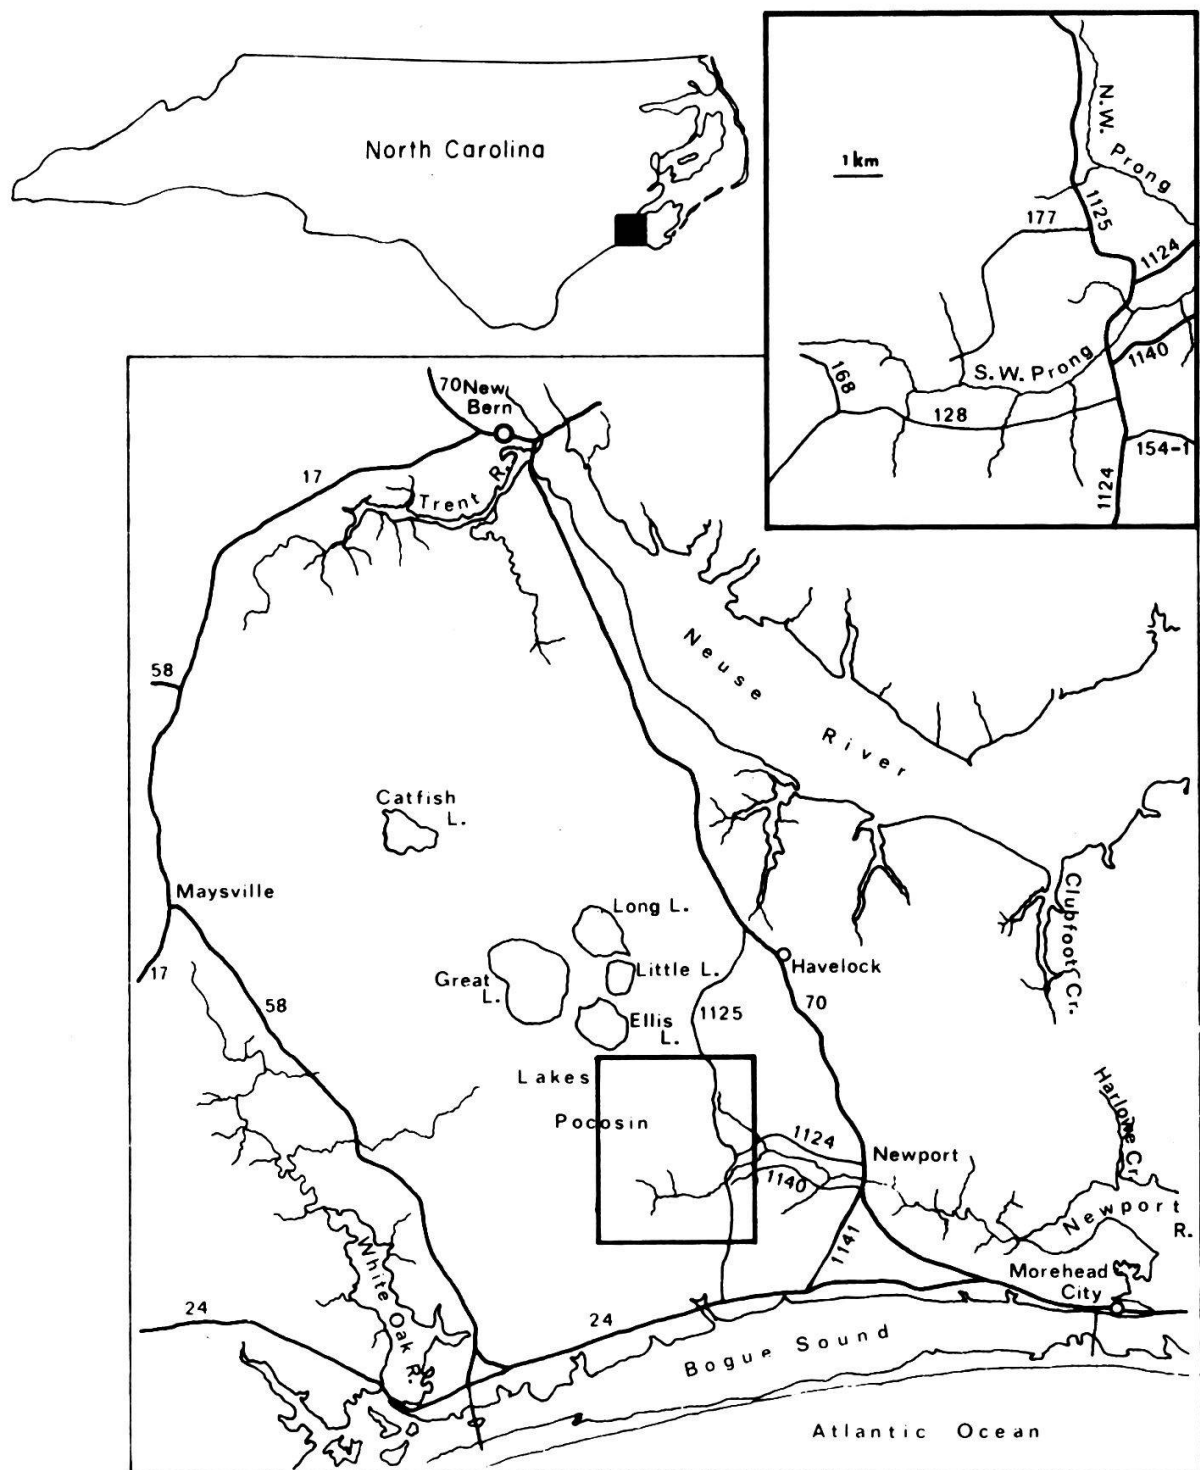 North Carolina
1 km
N.W. Prong
177
1125
1124
S.W. Prong
1140
168
128
154-1
1124
70
New
Bern
17
Trent R.
58
Neuse
River
Catfish
L.
Maysville
17
58
Long L.
Great
L.
Little L.
Ellis
L.
Havelock
70
1125
Clubfoot Cr.
Lakes
Pocosin
1124
1140
Newport
1141
Harlowe Cr.
Newport
R.
Morehead
City
White Oak R.
24
24
Bogue Sound
Atlantic Ocean